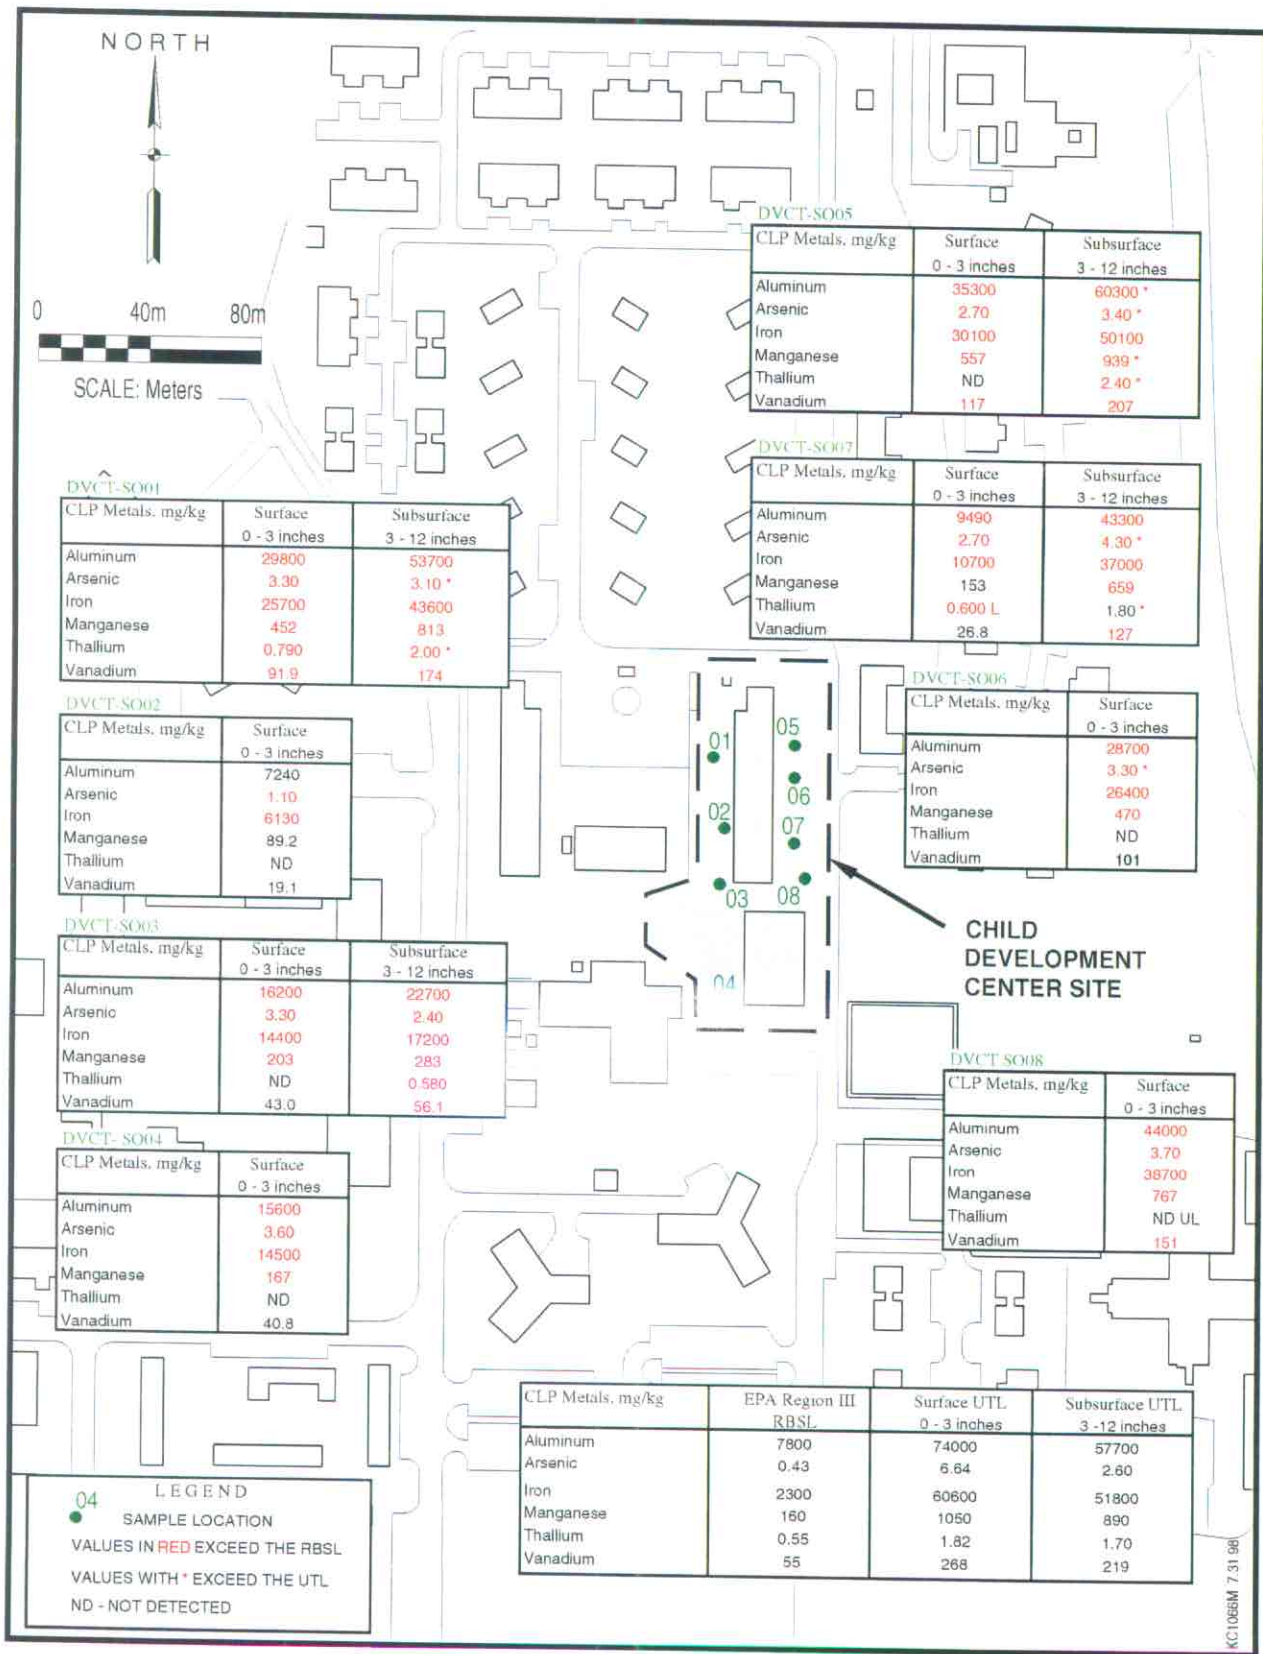 NORTH
0 40m 80m
SCALE: Meters
DVCT-SO05
CLP Metals, mg/kg Surface Subsurface
0 - 3 inches 3 - 12 inches
Aluminum 35300 60300 *
Arsenic 2.70 3.40 *
Iron 30100 50100
Manganese 557 939 *
Thallium ND 2.40 *
Vanadium 117 207
DVCT-SO07
CLP Metals, mg/kg Surface Subsurface
0 - 3 inches 3 - 12 inches
Aluminum 9490 43300
Arsenic 2.70 4.30 *
Iron 10700 37000
Manganese 153 659
Thallium 0.600 L 1.80 *
Vanadium 26.8 127
DVCT-SO01
CLP Metals, mg/kg Surface Subsurface
0 - 3 inches 3 - 12 inches
Aluminum 29800 53700
Arsenic 3.30 3.10 *
Iron 25700 43600
Manganese 452 813
Thallium 0.790 2.00 *
Vanadium 91.9 174
DVCT-SO06
CLP Metals, mg/kg Surface
0 - 3 inches
Aluminum 28700
Arsenic 3.30 *
Iron 26400
Manganese 470
Thallium ND
Vanadium 101
DVCT-SO02
CLP Metals, mg/kg Surface
0 - 3 inches
Aluminum 7240
Arsenic 1.10
Iron 6130
Manganese 89.2
Thallium ND
Vanadium 19.1
01
05
06
02
07
03
08
04
CHILD
DEVELOPMENT
CENTER SITE
DVCT-SO03
CLP Metals, mg/kg Surface Subsurface
0 - 3 inches 3 - 12 inches
Aluminum 16200 22700
Arsenic 3.30 2.40
Iron 14400 17200
Manganese 203 283
Thallium ND 0.580
Vanadium 43.0 56.1
DVCT-SO08
CLP Metals, mg/kg Surface
0 - 3 inches
Aluminum 44000
Arsenic 3.70
Iron 38700
Manganese 767
Thallium ND UL
Vanadium 151
DVCT- SO04
CLP Metals, mg/kg Surface
0 - 3 inches
Aluminum 15600
Arsenic 3.60
Iron 14500
Manganese 167
Thallium ND
Vanadium 40.8
CLP Metals, mg/kg EPA Region III Surface UTL Subsurface UTL
RBSL 0 - 3 inches 3 -12 inches
Aluminum 7800 74000 57700
Arsenic 0.43 6.64 2.60
Iron 2300 60600 51800
Manganese 160 1050 890
Thallium 0.55 1.82 1.70
Vanadium 55 268 219
LEGEND
04
SAMPLE LOCATION
VALUES IN RED EXCEED THE RBSL
VALUES WITH * EXCEED THE UTL
ND - NOT DETECTED
KC1066M 7.31.98